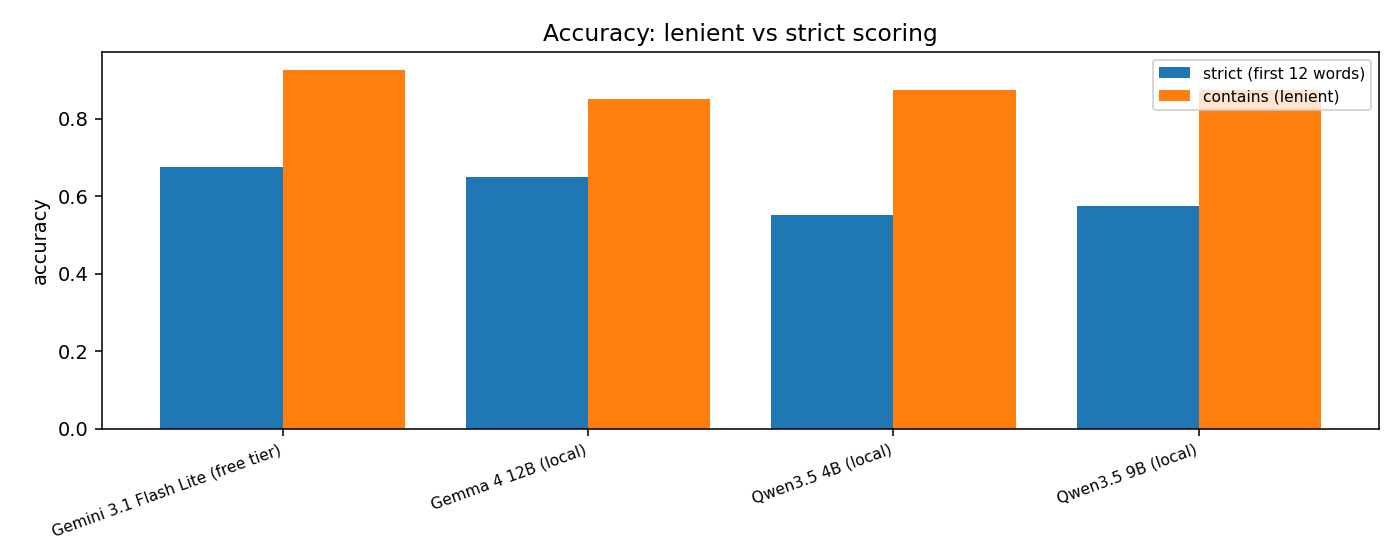 Accuracy: lenient vs strict scoring
strict (first 12 words)
contains (lenient)
accuracy
0.8
0.6
0.4
0.2
0.0
Gemini 3.1 Flash Lite (free tier)
Gemma 4 12B (local)
Qwen3.5 4B (local)
Qwen3.5 9B (local)